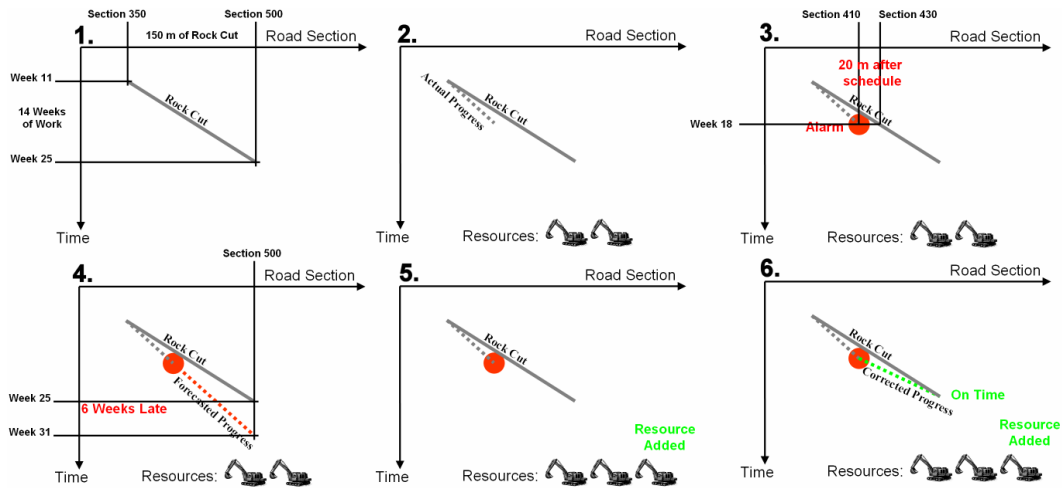 1.
Section 350
Section 500
150 m of Rock Cut
Road Section
Week 11
14 Weeks
of Work
Week 25
Rock Cut
Time
2.
Road Section
Rock Cut
Actual Progress
Time
Resources:
3.
Section 410
Section 430
Road Section
20 m after
schedule
Rock Cut
Alarm
Week 18
Time
Resources:
4.
Section 500
Road Section
Rock Cut
Forecasted Progress
Week 25
6 Weeks Late
Week 31
Time
Resources:
5.
Road Section
Rock Cut
Resource
Added
Time
Resources:
6.
Road Section
Rock Cut
Corrected Progress
On Time
Resource
Added
Time
Resources: